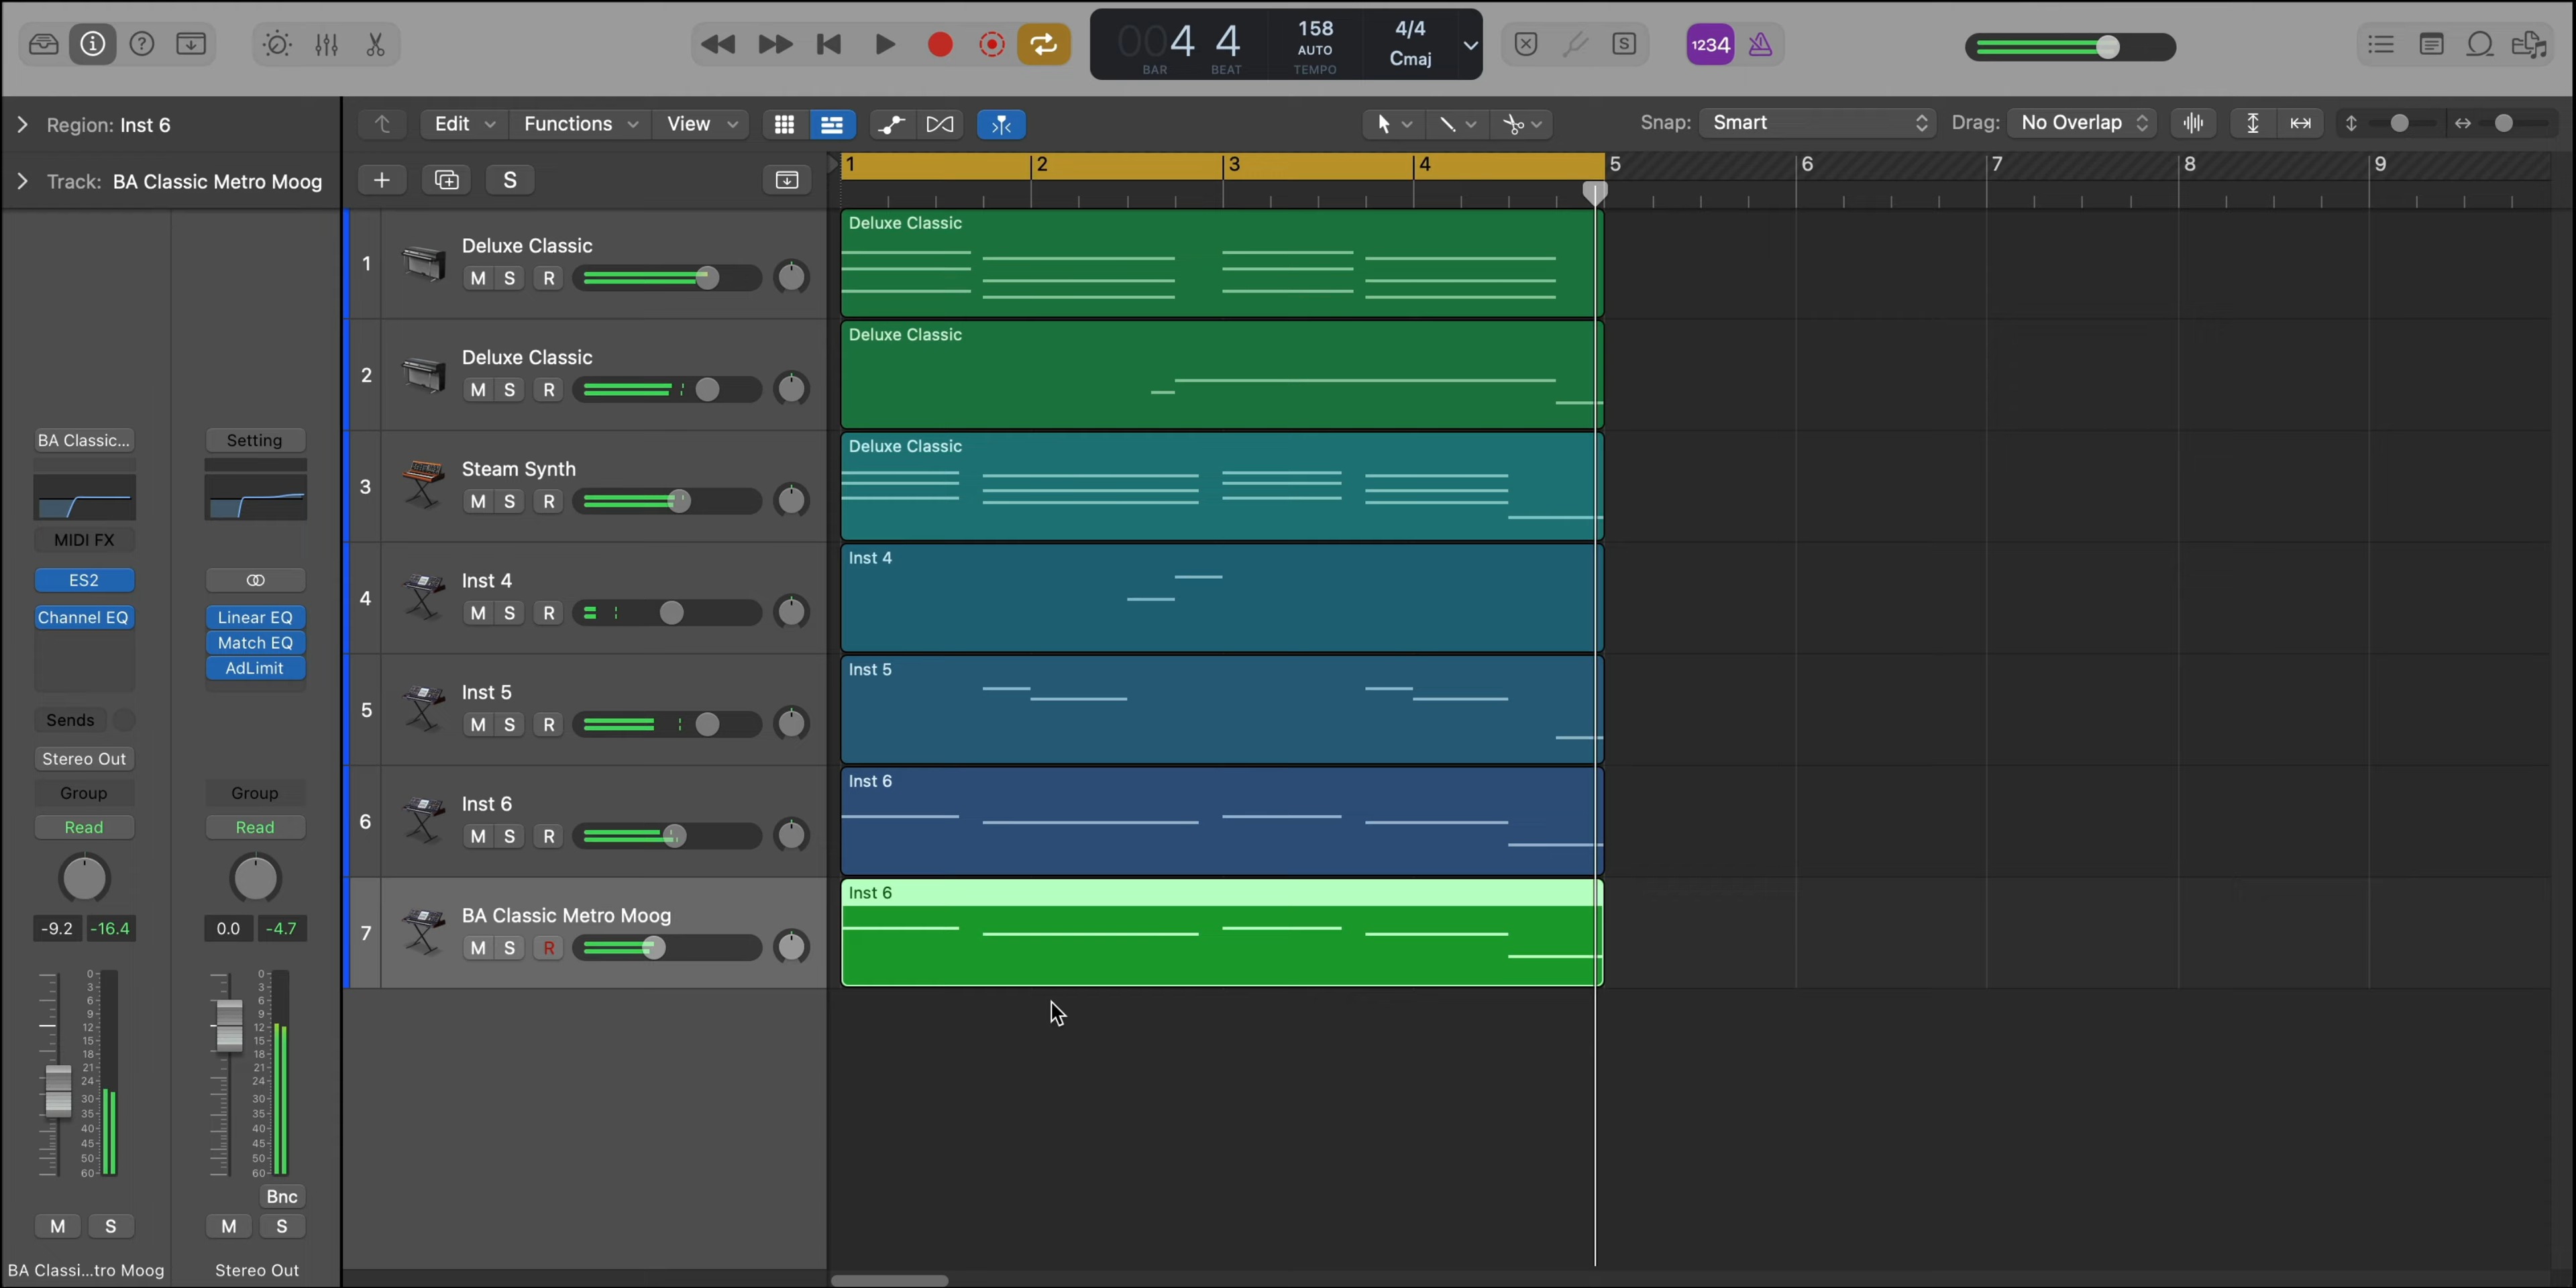 004 4
BAR BEAT
158
AUTO
TEMPO
4/4
Cmaj
S
1234
Region: Inst 6
Edit Functions View
Snap: Smart
Drag: No Overlap
Track: BA Classic Metro Moog
S
1 2 3 4 5 6 7 8 9
1 Deluxe Classic
M S R
Deluxe Classic
2 Deluxe Classic
M S R
Deluxe Classic
3 Steam Synth
M S R
Deluxe Classic
4 Inst 4
M S R
Inst 4
5 Inst 5
M S R
Inst 5
6 Inst 6
M S R
Inst 6
7 BA Classic Metro Moog
M S R
Inst 6
BA Classic... Setting
MIDI FX
ES2
Channel EQ Linear EQ
Match EQ
AdLimit
Sends
Stereo Out
Group Group
Read Read
-9.2 -16.4 0.0 -4.7
0 0
3 3
6 6
9 9
12 12
15 15
18 18
21 21
24 24
30 30
35 35
40 40
45 45
50 50
60 60
Bnc
M S M S
BA Classi...tro Moog Stereo Out